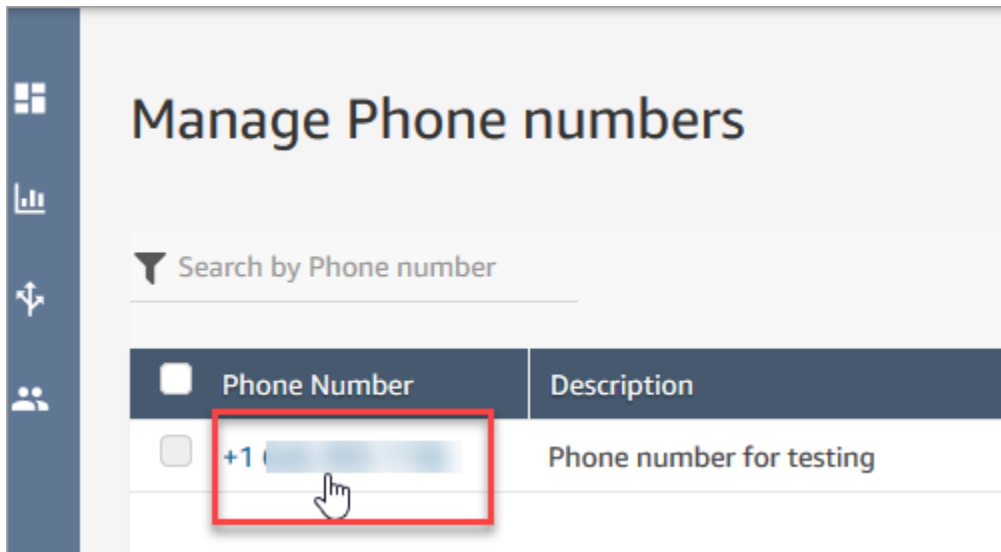 Manage Phone numbers
Search by Phone number
Phone Number Description
+1 Phone number for testing